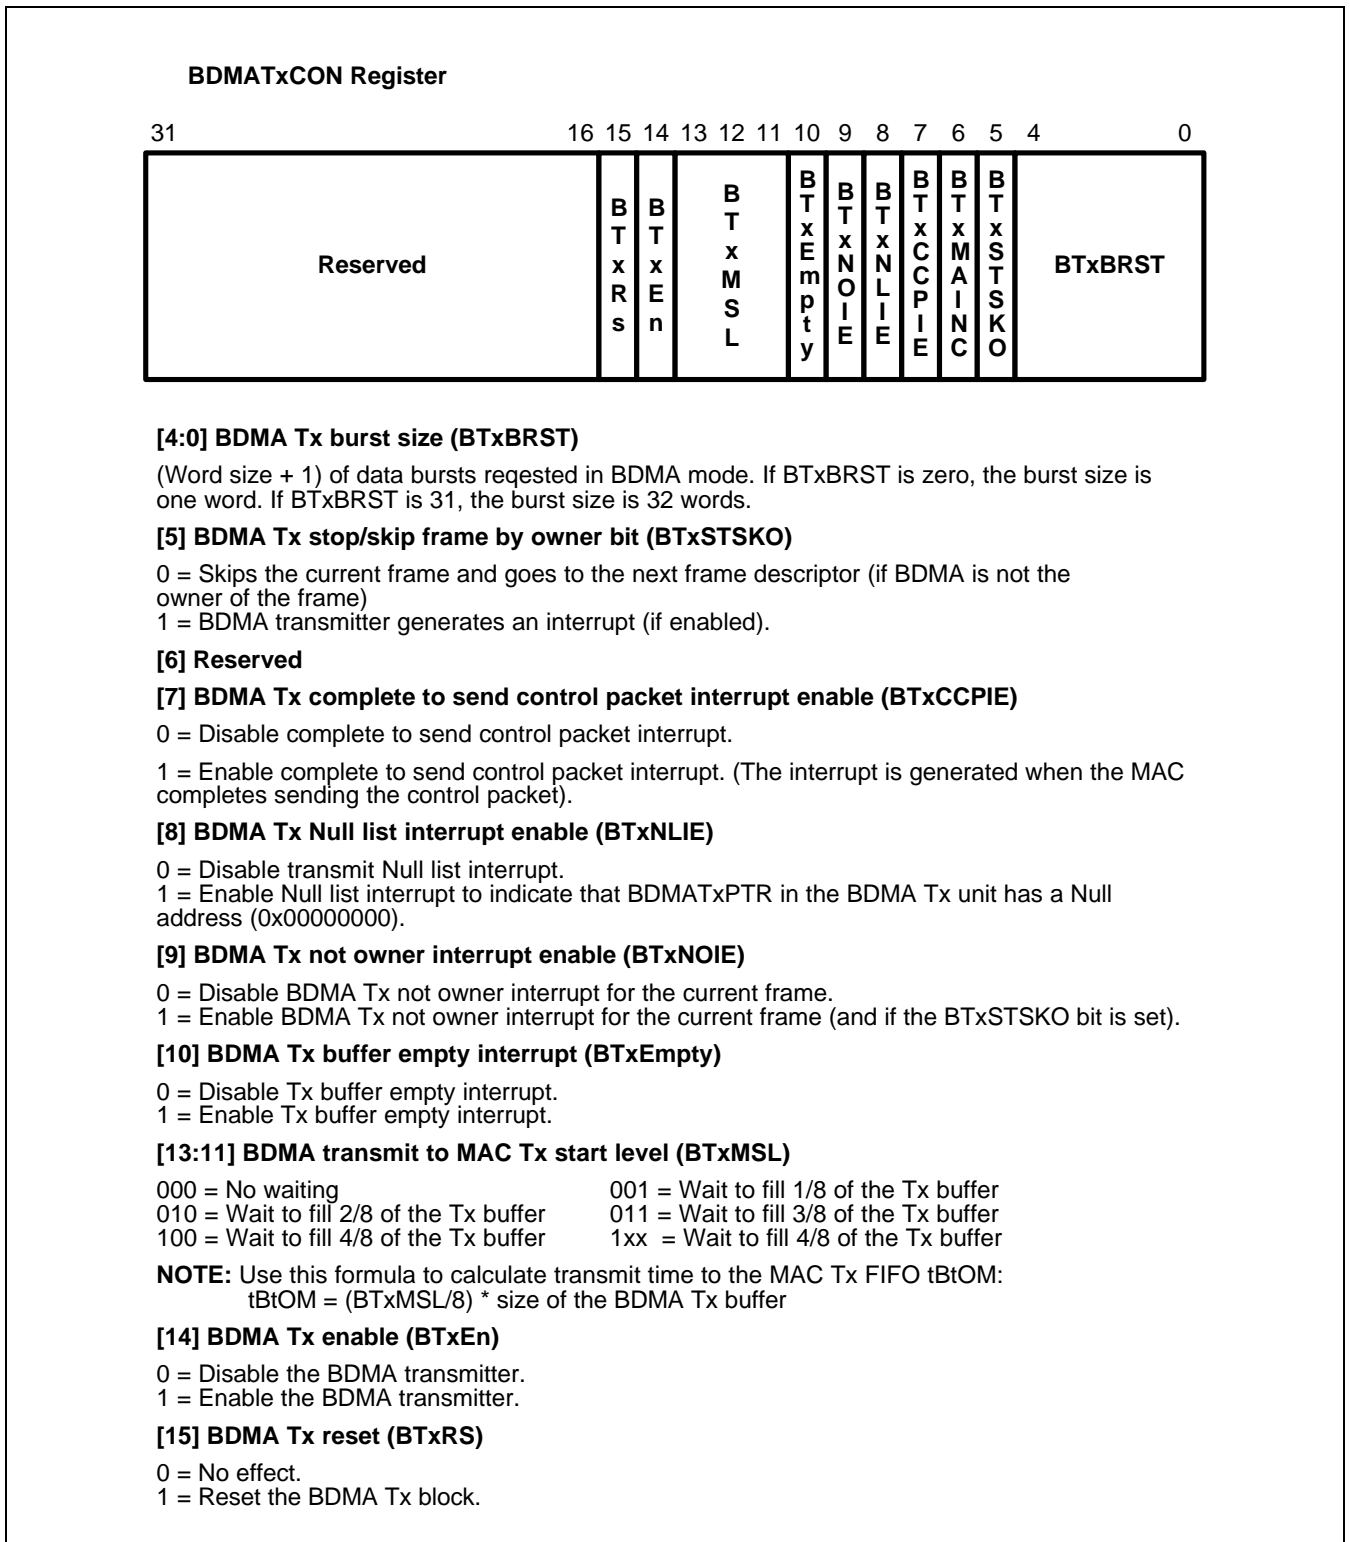 BDMATxCON Register
31 16 15 14 13 12 11 10 9 8 7 6 5 4 0
Reserved BTxRs BTxEn BTxMSL BTxEmpty BTxNOIE BTxNLIE BTxCCPIE BTxMAINC BTxSTSKO BTxBRST
[4:0] BDMA Tx burst size (BTxBRST)
(Word size + 1) of data bursts reqested in BDMA mode. If BTxBRST is zero, the burst size is
one word. If BTxBRST is 31, the burst size is 32 words.
[5] BDMA Tx stop/skip frame by owner bit (BTxSTSKO)
0 = Skips the current frame and goes to the next frame descriptor (if BDMA is not the
owner of the frame)
1 = BDMA transmitter generates an interrupt (if enabled).
[6] Reserved
[7] BDMA Tx complete to send control packet interrupt enable (BTxCCPIE)
0 = Disable complete to send control packet interrupt.
1 = Enable complete to send control packet interrupt. (The interrupt is generated when the MAC
completes sending the control packet).
[8] BDMA Tx Null list interrupt enable (BTxNLIE)
0 = Disable transmit Null list interrupt.
1 = Enable Null list interrupt to indicate that BDMATxPTR in the BDMA Tx unit has a Null
address (0x00000000).
[9] BDMA Tx not owner interrupt enable (BTxNOIE)
0 = Disable BDMA Tx not owner interrupt for the current frame.
1 = Enable BDMA Tx not owner interrupt for the current frame (and if the BTxSTSKO bit is set).
[10] BDMA Tx buffer empty interrupt (BTxEmpty)
0 = Disable Tx buffer empty interrupt.
1 = Enable Tx buffer empty interrupt.
[13:11] BDMA transmit to MAC Tx start level (BTxMSL)
000 = No waiting 001 = Wait to fill 1/8 of the Tx buffer
010 = Wait to fill 2/8 of the Tx buffer 011 = Wait to fill 3/8 of the Tx buffer
100 = Wait to fill 4/8 of the Tx buffer 1xx = Wait to fill 4/8 of the Tx buffer
NOTE: Use this formula to calculate transmit time to the MAC Tx FIFO tBtOM:
tBtOM = (BTxMSL/8) * size of the BDMA Tx buffer
[14] BDMA Tx enable (BTxEn)
0 = Disable the BDMA transmitter.
1 = Enable the BDMA transmitter.
[15] BDMA Tx reset (BTxRS)
0 = No effect.
1 = Reset the BDMA Tx block.